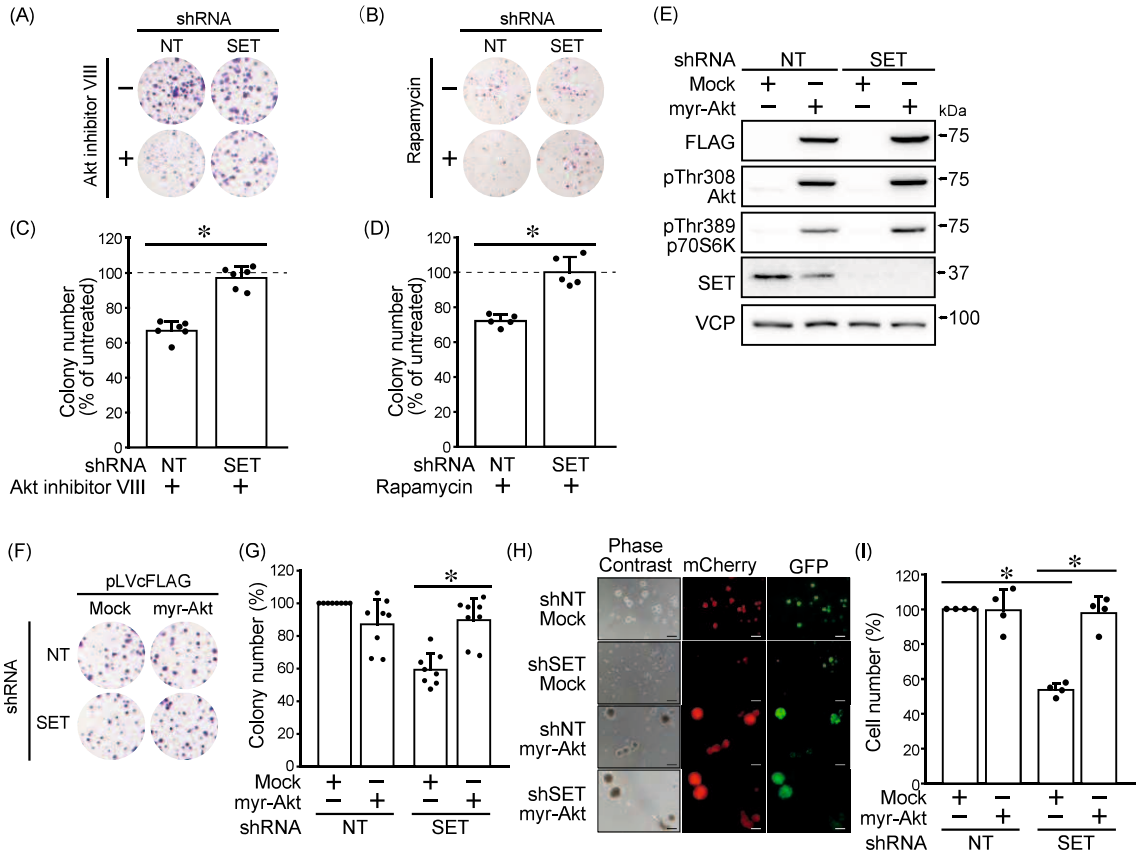 (A)
shRNA
NT SET
Akt inhibitor VIII
−
+
(B)
shRNA
NT SET
Rapamycin
−
+
(C)
*
Colony number
(% of untreated)
120
100
80
60
40
20
0
shRNA NT SET
Akt inhibitor VIII + +
(D)
*
Colony number
(% of untreated)
120
100
80
60
40
20
0
shRNA NT SET
Rapamycin + +
(E)
shRNA NT SET
Mock + − + −
myr-Akt − + − + kDa
FLAG -75
pThr308
Akt -75
pThr389
p70S6K -75
SET -37
VCP -100
(F)
pLVcFLAG
Mock myr-Akt
shRNA
NT
SET
(G)
*
Colony number (%)
120
100
80
60
40
20
0
Mock + − + −
myr-Akt − + − +
shRNA NT SET
(H)
Phase
Contrast mCherry GFP
shNT
Mock
shSET
Mock
shNT
myr-Akt
shSET
myr-Akt
(I)
* *
Cell number (%)
120
100
80
60
40
20
0
Mock + − + −
myr-Akt − + − +
shRNA NT SET